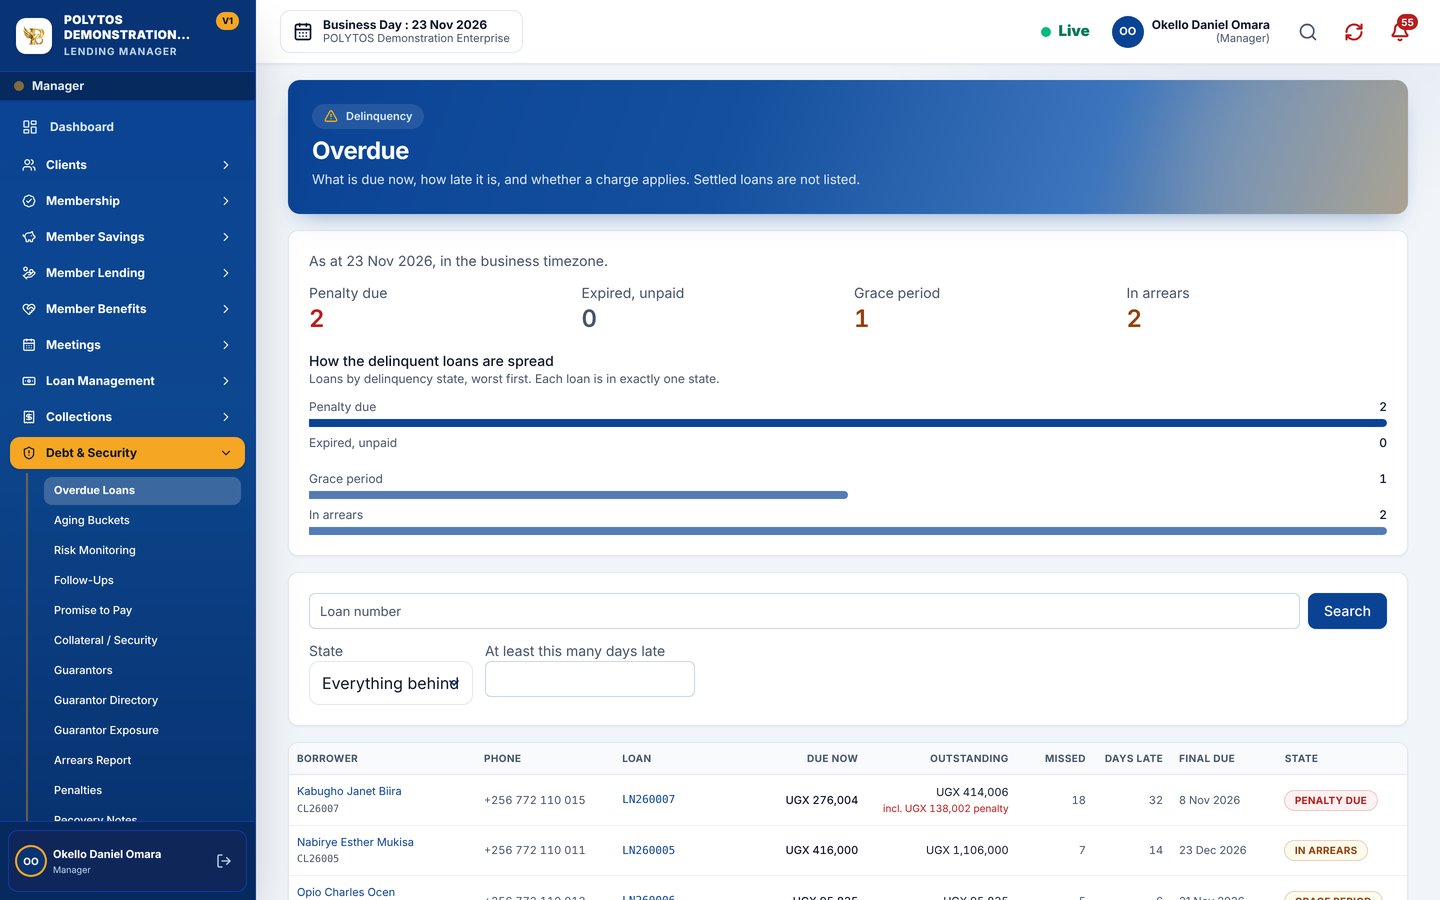 POLYTOS
DEMONSTRATION...
LENDING MANAGER
V1
Manager
Dashboard
Clients
Membership
Member Savings
Member Lending
Member Benefits
Meetings
Loan Management
Collections
Debt & Security
Overdue Loans
Aging Buckets
Risk Monitoring
Follow-Ups
Promise to Pay
Collateral / Security
Guarantors
Guarantor Directory
Guarantor Exposure
Arrears Report
Penalties
Recovery Notes
OO
Okello Daniel Omara
Manager
Business Day : 23 Nov 2026
POLYTOS Demonstration Enterprise
Live
OO
Okello Daniel Omara
(Manager)
55
Delinquency
Overdue
What is due now, how late it is, and whether a charge applies. Settled loans are not listed.
As at 23 Nov 2026, in the business timezone.
Penalty due
2
Expired, unpaid
0
Grace period
1
In arrears
2
How the delinquent loans are spread
Loans by delinquency state, worst first. Each loan is in exactly one state.
Penalty due 2
Expired, unpaid 0
Grace period 1
In arrears 2
Loan number
Search
State
Everything behind
At least this many days late
BORROWER PHONE LOAN DUE NOW OUTSTANDING MISSED DAYS LATE FINAL DUE STATE
Kabugho Janet Biira
CL26007
+256 772 110 015 LN260007 UGX 276,004 UGX 414,006
incl. UGX 138,002 penalty
18 32 8 Nov 2026 PENALTY DUE
Nabirye Esther Mukisa
CL26005
+256 772 110 011 LN260005 UGX 416,000 UGX 1,106,000 7 14 23 Dec 2026 IN ARREARS
Opio Charles Ocen